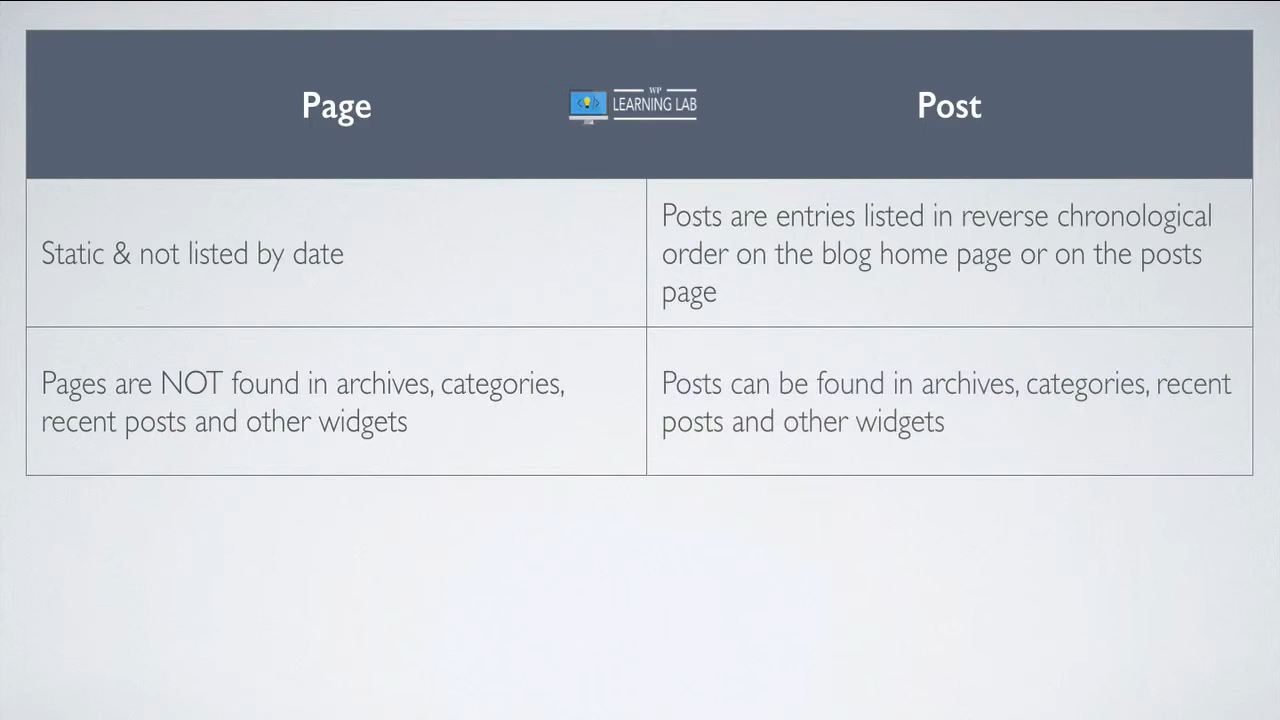 Page
WP
LEARNING LAB
Post
Static & not listed by date
Posts are entries listed in reverse chronological
order on the blog home page or on the posts
page
Pages are NOT found in archives, categories,
recent posts and other widgets
Posts can be found in archives, categories, recent
posts and other widgets